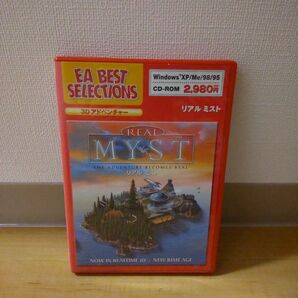 EA BEST
SELECTIONS
3Dアドベンチャー
Windows®XP/Me/98/95
CD-ROM 2,980円
リアル ミスト
REAL
MYST
THE ADVENTURE BECOMES REAL
NOW IN REALTIME 3D / NEW RIME AGE